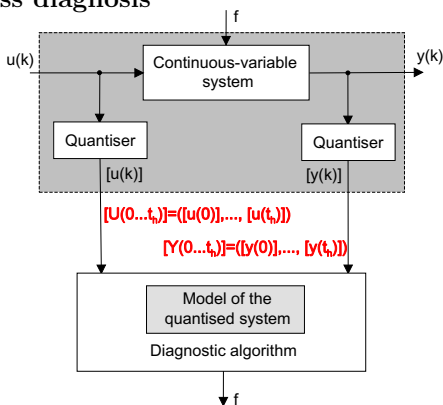 ss diagnosis
f
u(k)
Continuous-variable
system
y(k)
Quantiser
Quantiser
[u(k)]
[y(k)]
[U(0...tₕ)]=([u(0)],..., [u(tₕ)])
[Y(0...tₕ)]=([y(0)],..., [y(tₕ)])
Model of the
quantised system
Diagnostic algorithm
f